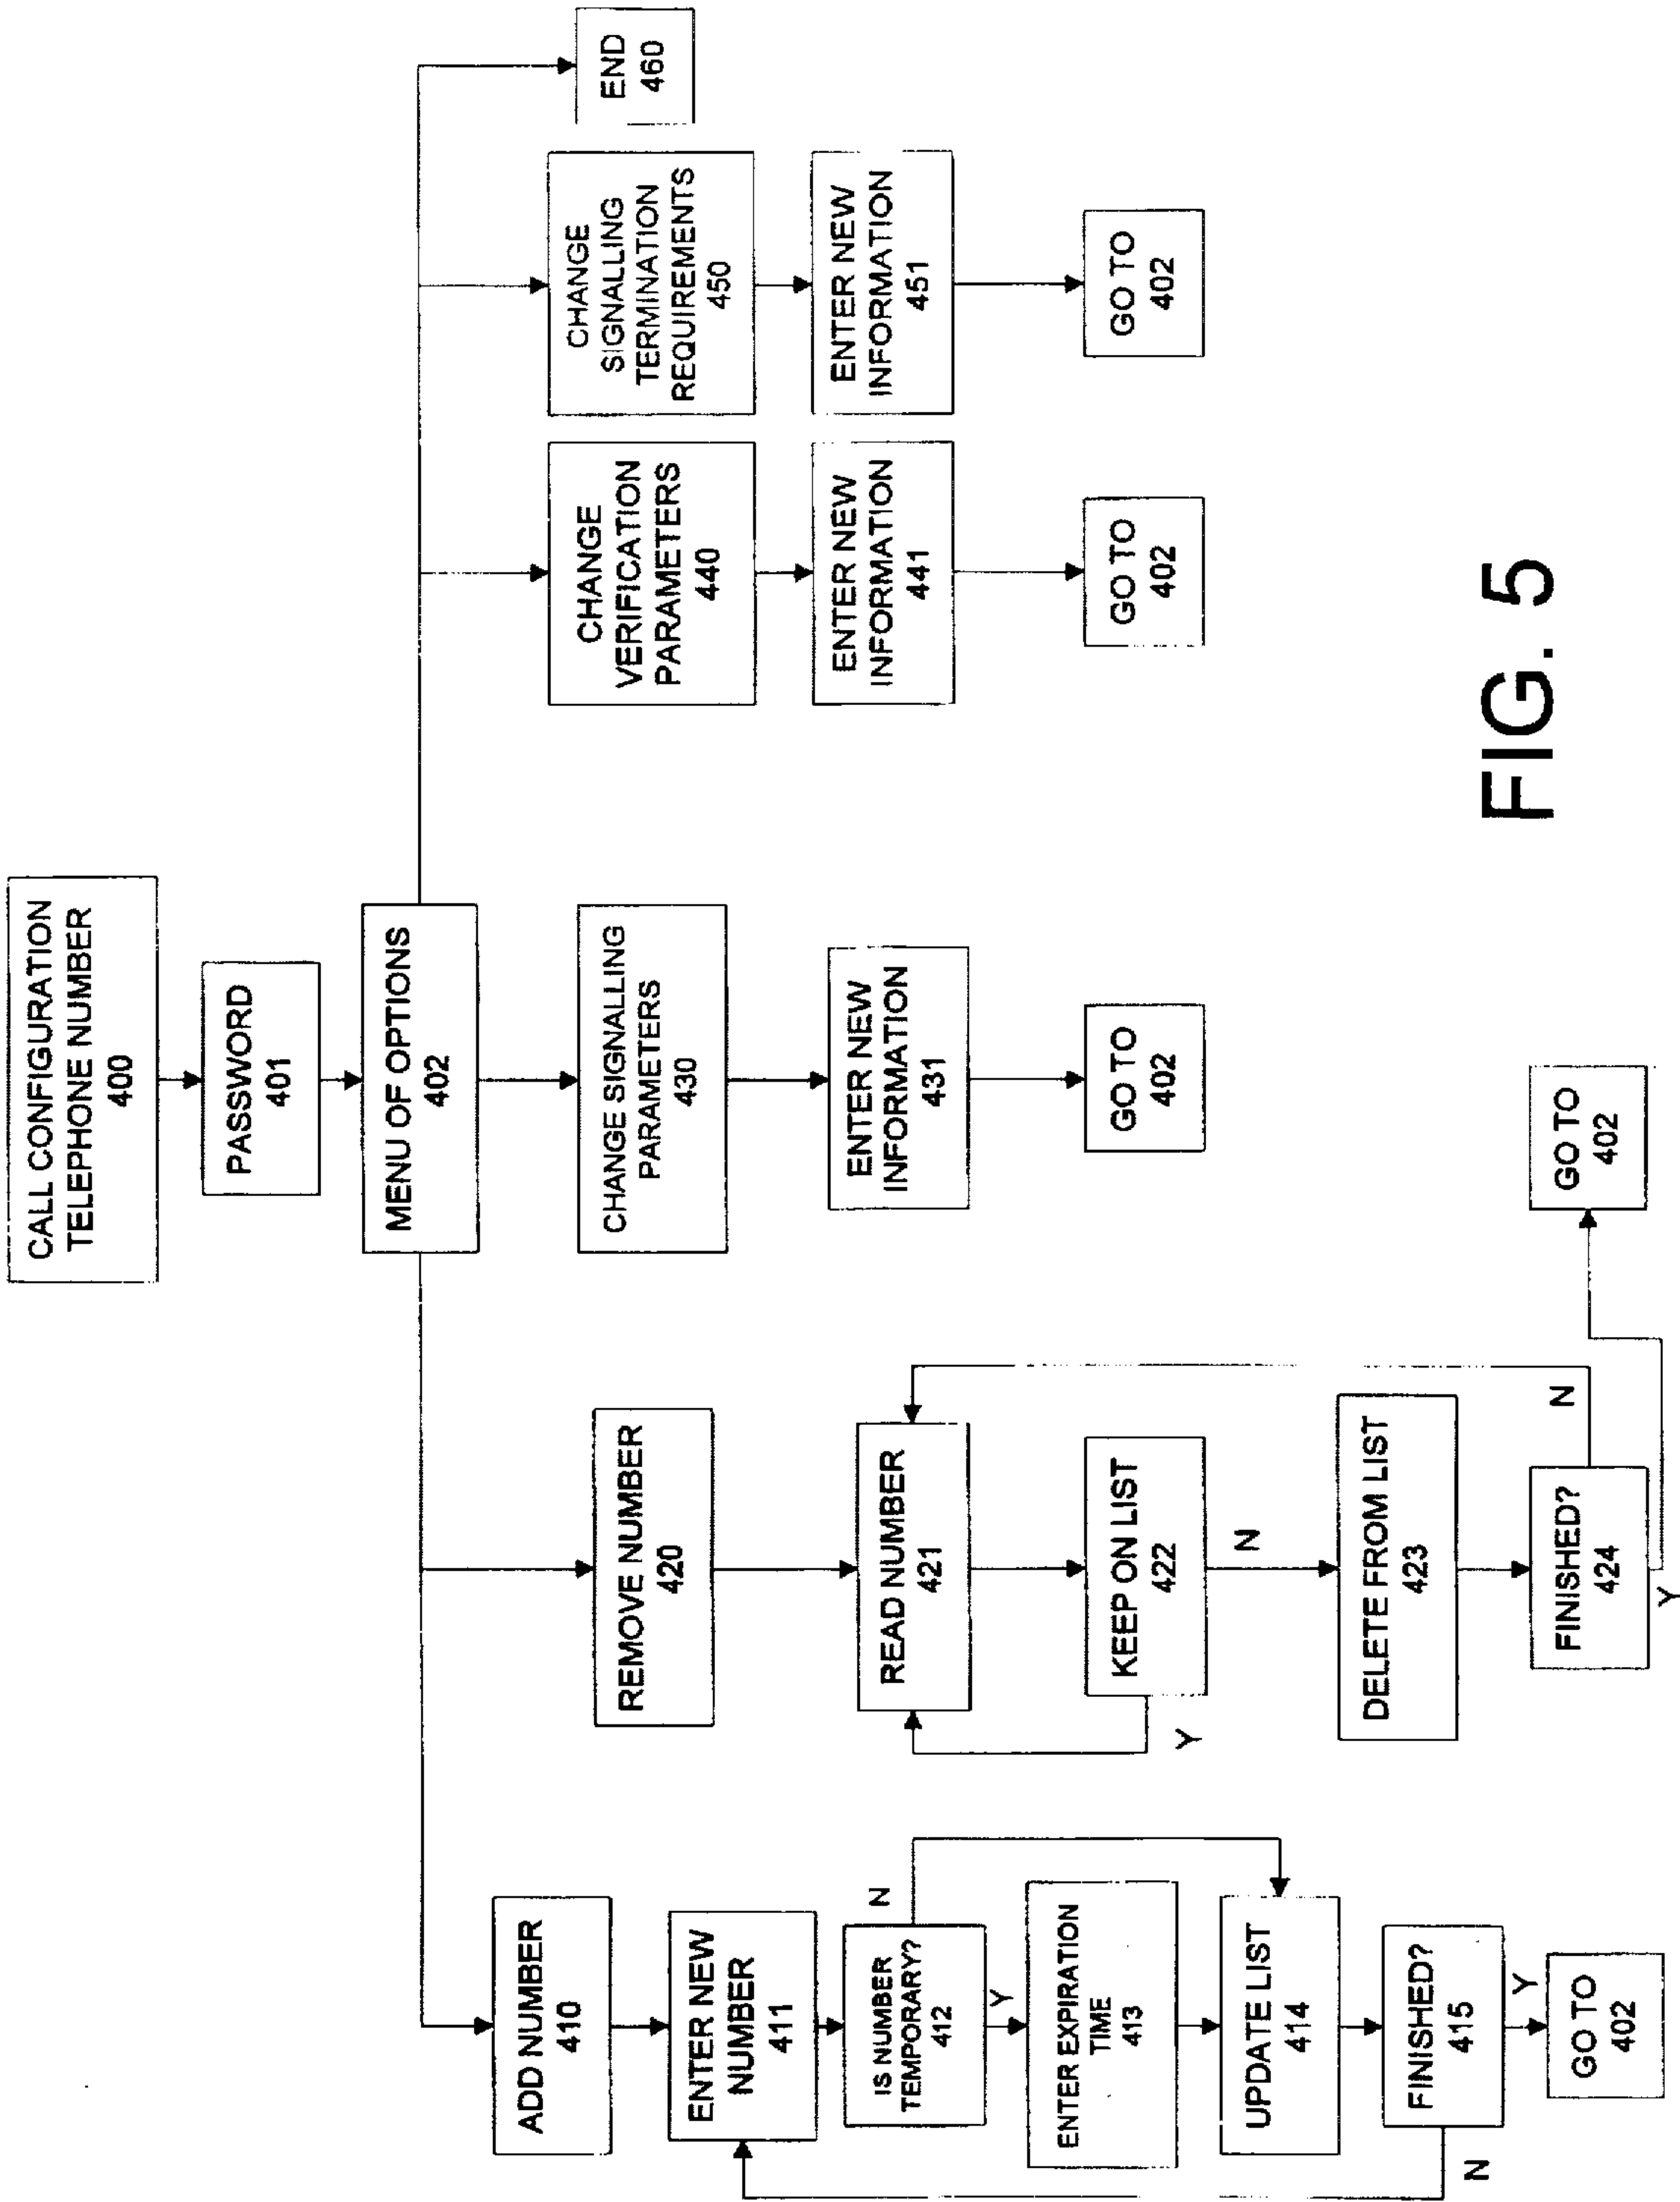 CALL CONFIGURATION
TELEPHONE NUMBER
400
PASSWORD
401
MENU OF OPTIONS
402
ADD NUMBER
410
ENTER NEW
NUMBER
411
IS NUMBER
TEMPORARY?
412
N
Y
ENTER EXPIRATION
TIME
413
UPDATE LIST
414
FINISHED?
415
N
Y
GO TO
402
REMOVE NUMBER
420
READ NUMBER
421
KEEP ON LIST
422
Y
N
DELETE FROM LIST
423
FINISHED?
424
N
Y
GO TO
402
CHANGE SIGNALLING
PARAMETERS
430
ENTER NEW
INFORMATION
431
GO TO
402
CHANGE
VERIFICATION
PARAMETERS
440
ENTER NEW
INFORMATION
441
GO TO
402
CHANGE
SIGNALLING
TERMINATION
REQUIREMENTS
450
ENTER NEW
INFORMATION
451
GO TO
402
END
460
FIG. 5